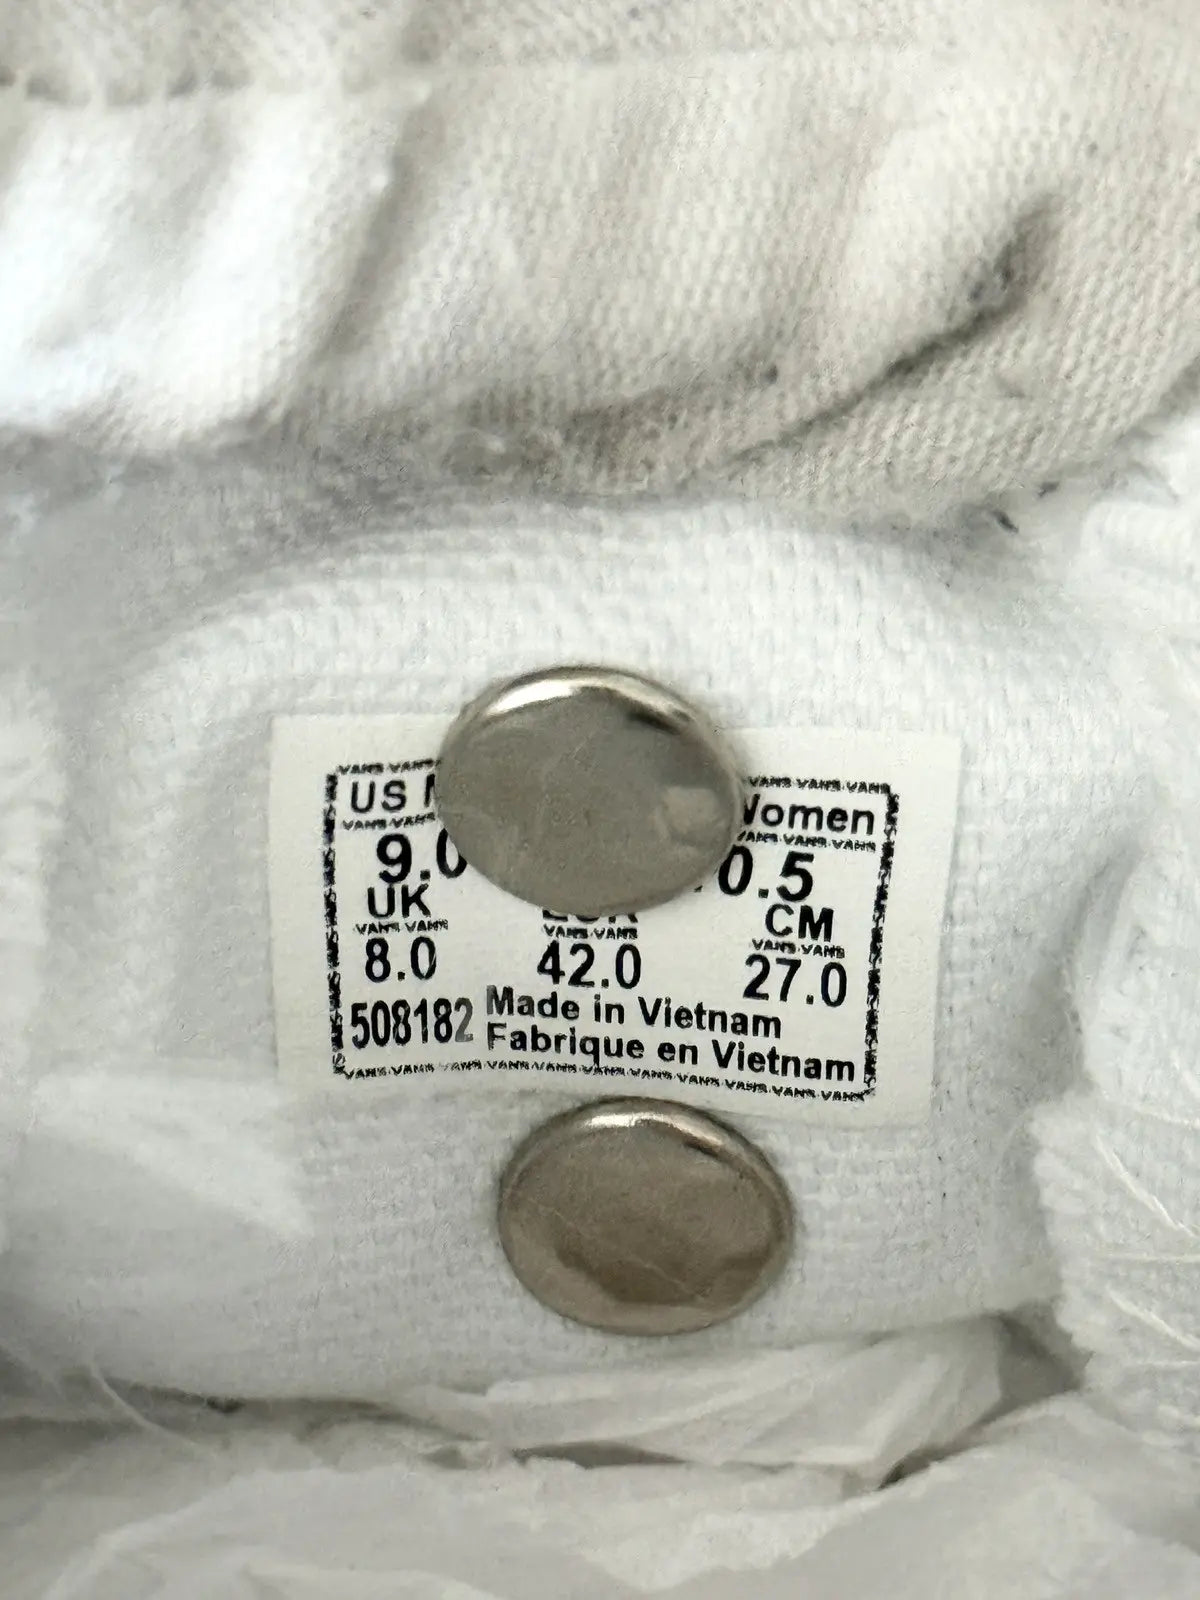 US Women
9.0 0.5
UK CM
VANS VANS VANS VANS VANS VANS
8.0 42.0 27.0
508182 Made in Vietnam
Fabrique en Vietnam